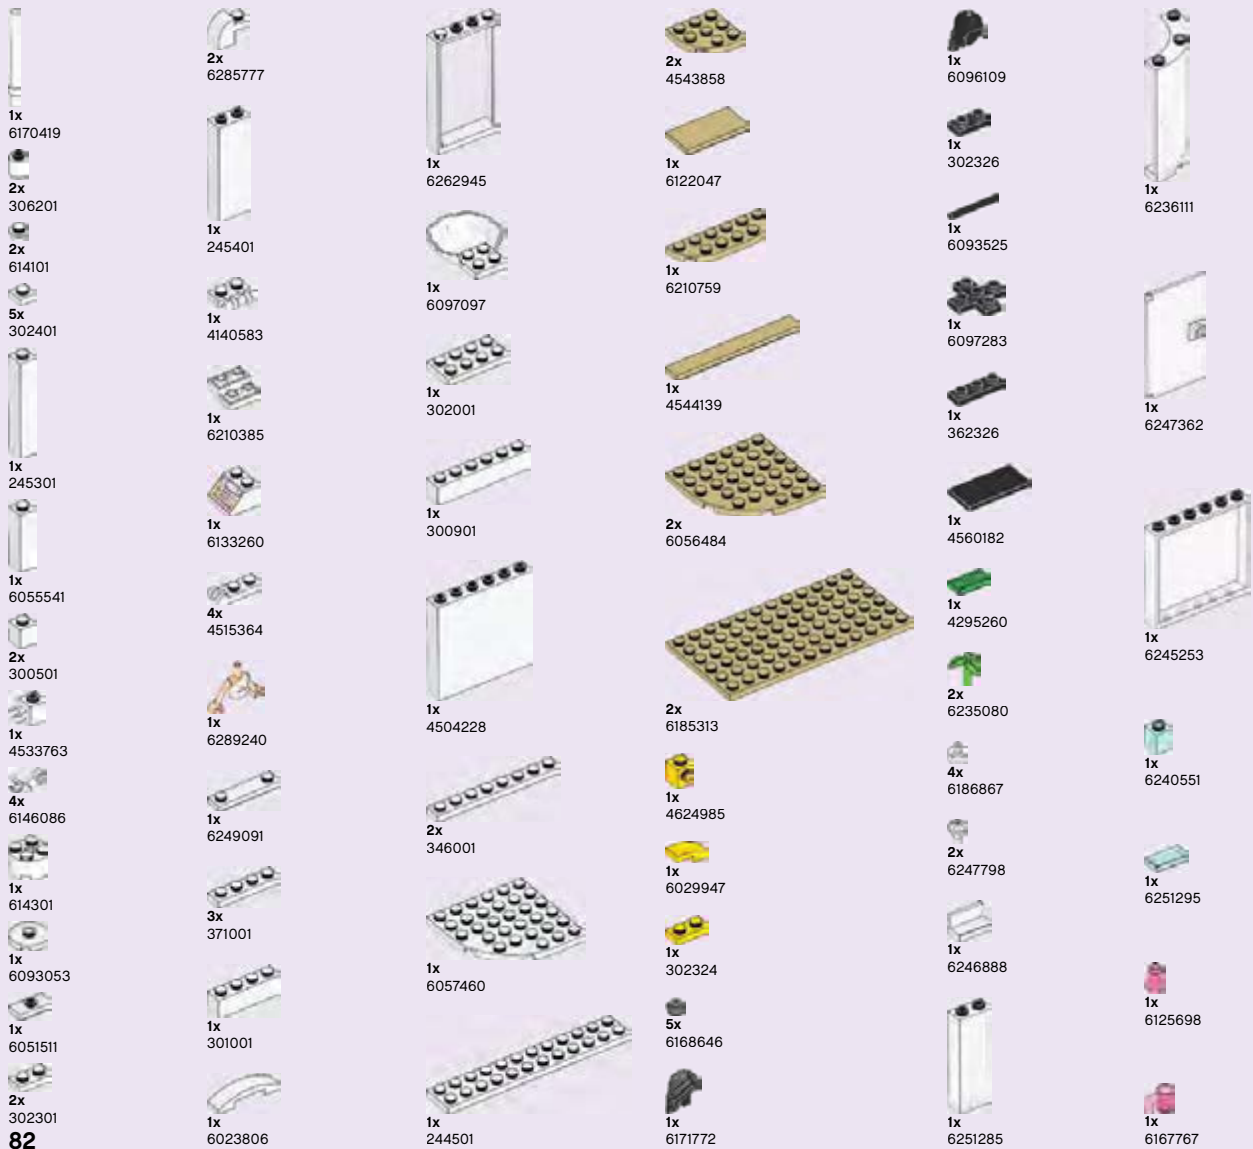 1x
6170419
2x
306201
2x
614101
5x
302401
1x
245301
1x
6055541
2x
300501
1x
4533763
4x
6146086
1x
614301
1x
6093053
1x
6051511
2x
302301
82
2x
6285777
1x
245401
1x
4140583
1x
6210385
1x
6133260
4x
4515364
1x
6289240
1x
6249091
3x
371001
1x
301001
1x
6023806
1x
6262945
1x
6097097
1x
302001
1x
300901
1x
4504228
2x
346001
1x
6057460
1x
244501
2x
4543858
1x
6122047
1x
6210759
1x
4544139
2x
6056484
2x
6185313
1x
4624985
1x
6029947
1x
302324
5x
6168646
1x
6171772
1x
6096109
1x
302326
1x
6093525
1x
6097283
1x
362326
1x
4560182
1x
4295260
2x
6235080
4x
6186867
2x
6247798
1x
6246888
1x
6251285
1x
6236111
1x
6247362
1x
6245253
1x
6240551
1x
6251295
1x
6125698
1x
6167767